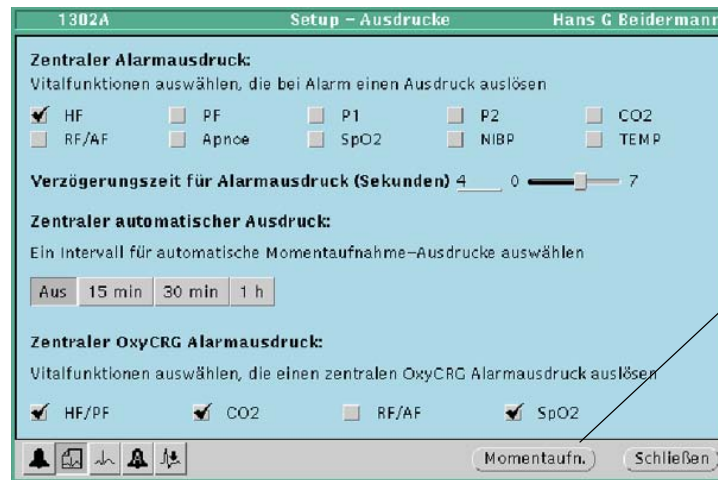 1302A Setup – Ausdrucke Hans G Beidermann
Zentraler Alarmausdruck:
Vitalfunktionen auswählen, die bei Alarm einen Ausdruck auslösen
HF PF P1 P2 CO2
RF/AF Apnoe SpO2 NIBP TEMP
Verzögerungszeit für Alarmausdruck (Sekunden) 4 0 7
Zentraler automatischer Ausdruck:
Ein Intervall für automatische Momentaufnahme–Ausdrucke auswählen
Aus 15 min 30 min 1 h
Zentraler OxyCRG Alarmausdruck:
Vitalfunktionen auswählen, die einen zentralen OxyCRG Alarmausdruck auslösen
HF/PF CO2 RF/AF SpO2
Momentaufn. Schließen